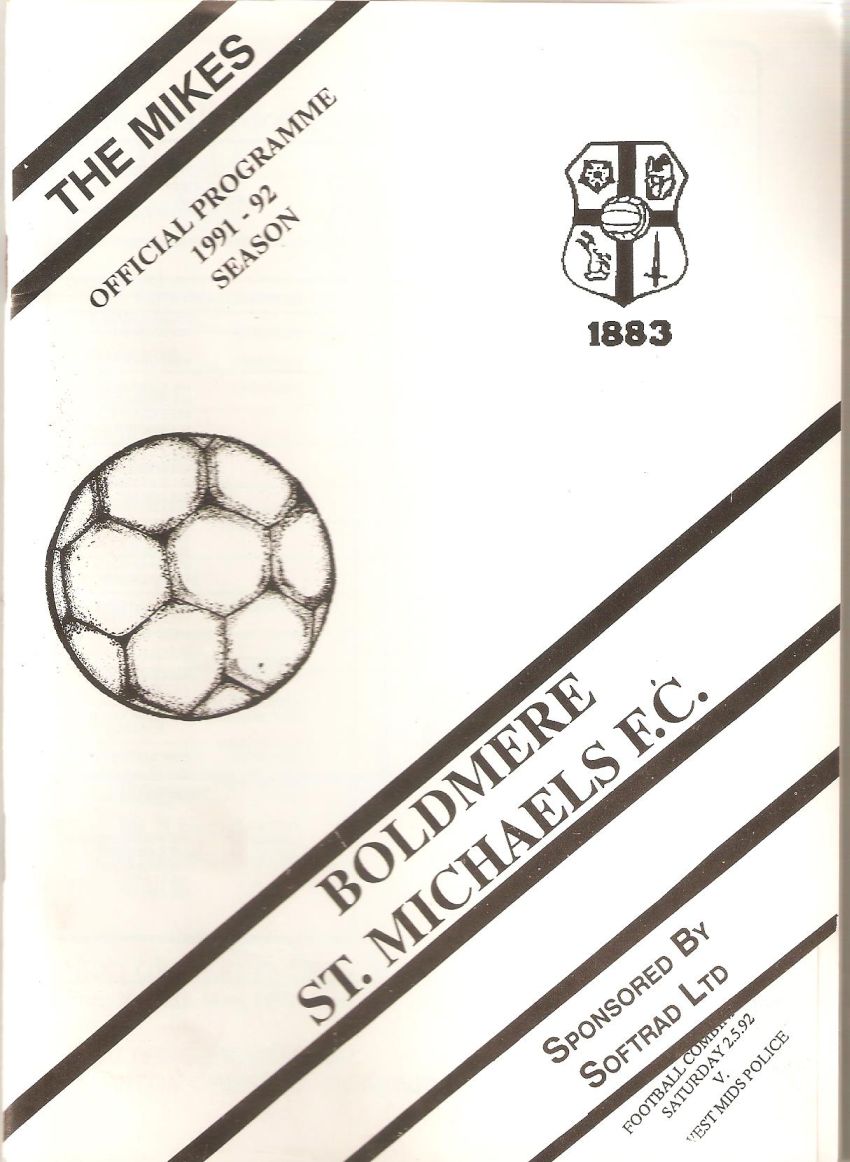 THE MIKES
OFFICIAL PROGRAMME
1991 - 92
SEASON
1883
BOLDMERE
ST. MICHAELS F.C.
SPONSORED BY
SOFTRAD LTD
FOOTBALL
SATURDAY 2.5.92
V.
MIDS POLICE